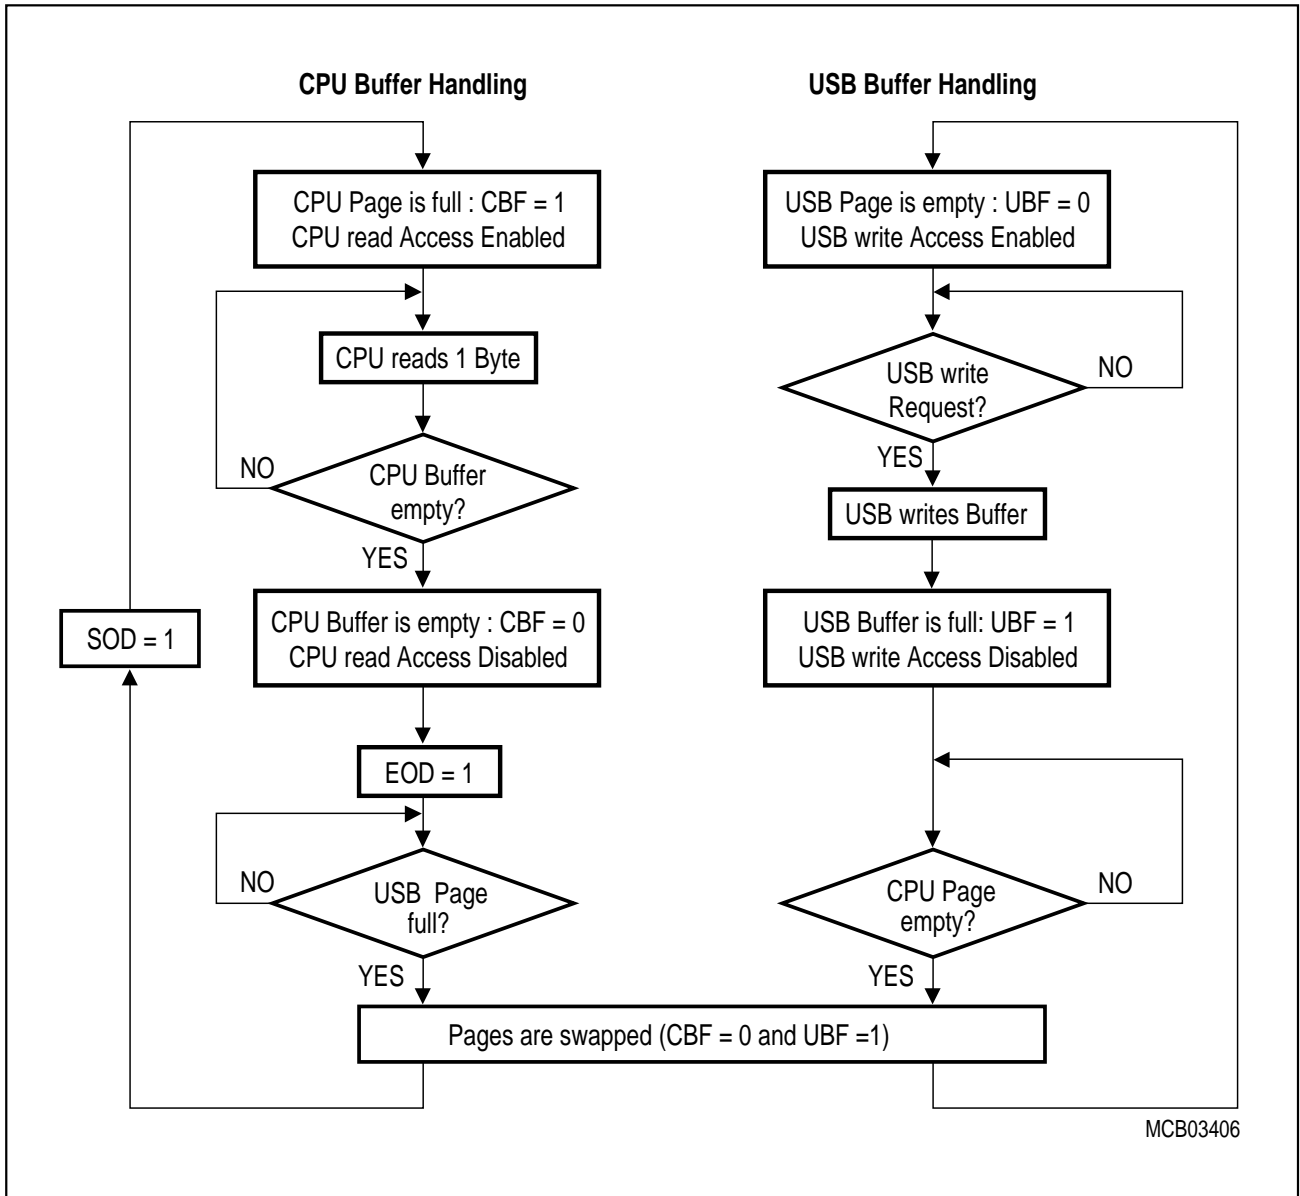 CPU Buffer Handling
CPU Page is full : CBF = 1
CPU read Access Enabled
CPU reads 1 Byte
NO
CPU Buffer
empty?
YES
CPU Buffer is empty : CBF = 0
CPU read Access Disabled
SOD = 1
EOD = 1
NO
USB Page
full?
YES
USB Buffer Handling
USB Page is empty : UBF = 0
USB write Access Enabled
USB write
Request?
NO
YES
USB writes Buffer
USB Buffer is full: UBF = 1
USB write Access Disabled
CPU Page
empty?
NO
YES
Pages are swapped (CBF = 0 and UBF =1)
MCB03406